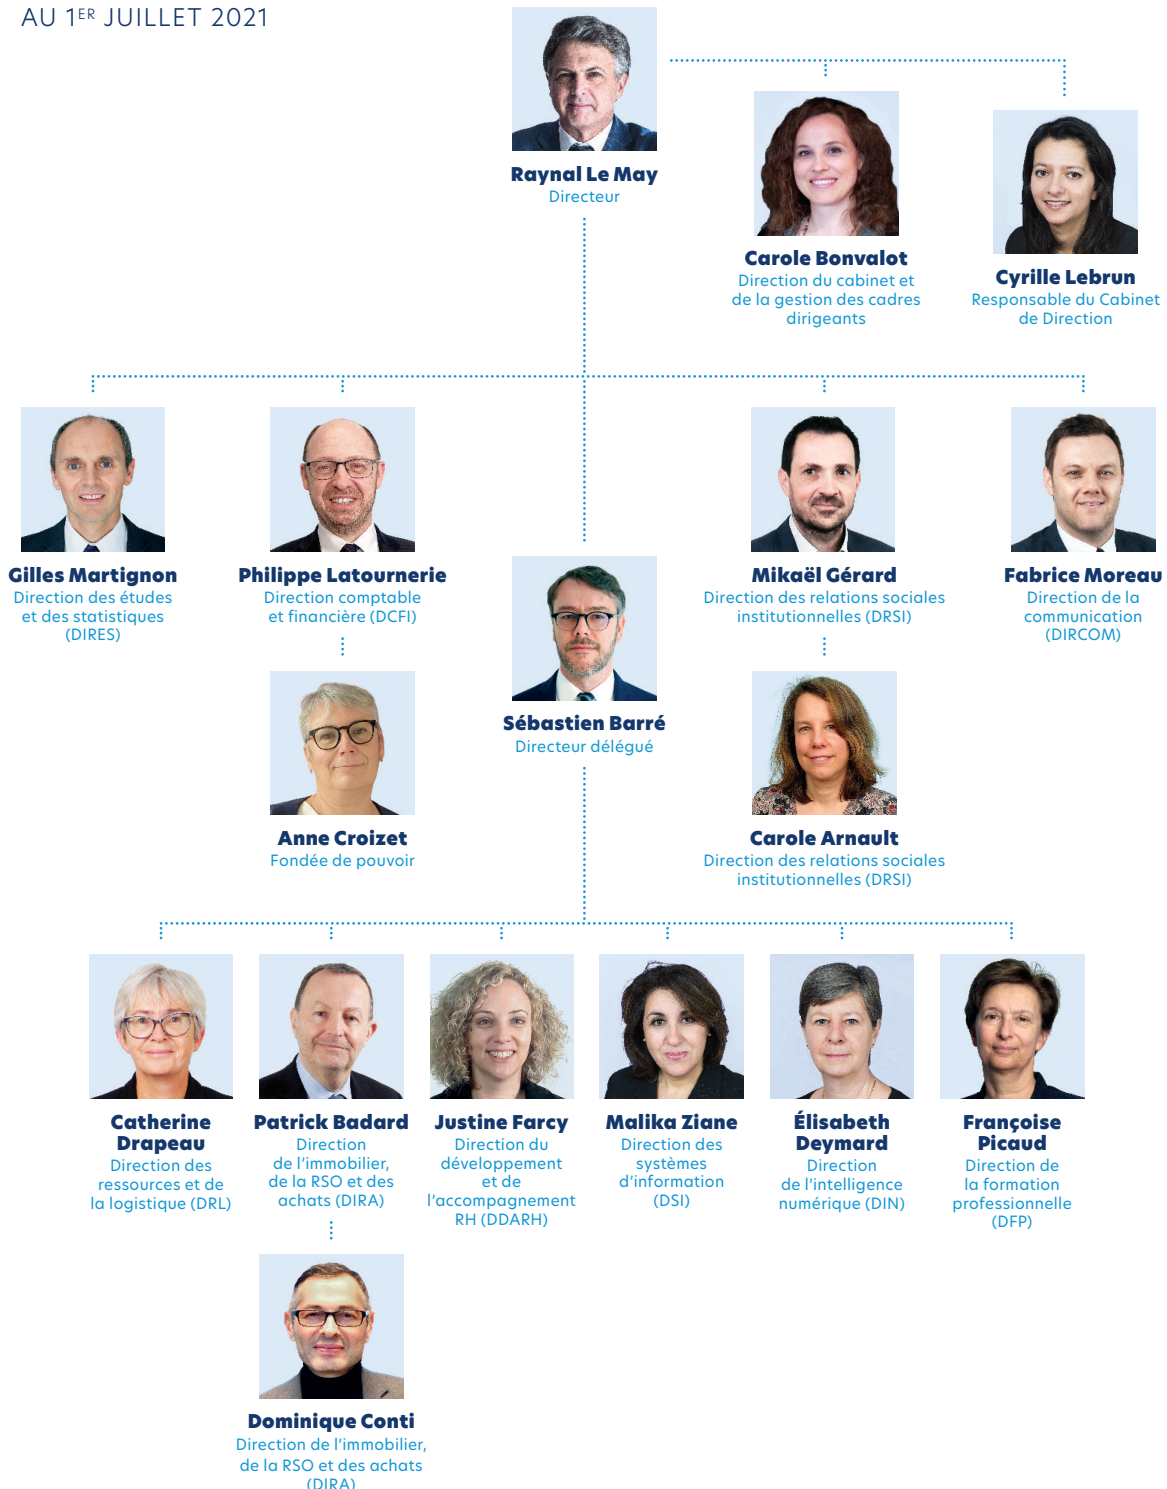 AU 1ER JUILLET 2021
Raynal Le May
Directeur
Carole Bonvalot
Direction du cabinet et
de la gestion des cadres
dirigeants
Cyrille Lebrun
Responsable du Cabinet
de Direction
Gilles Martignon
Direction des études
et des statistiques
(DIRES)
Philippe Latournerie
Direction comptable
et financière (DCFI)
Mikaël Gérard
Direction des relations sociales
institutionnelles (DRSI)
Fabrice Moreau
Direction de la
communication
(DIRCOM)
Sébastien Barré
Directeur délégué
Anne Croizet
Fondée de pouvoir
Carole Arnault
Direction des relations sociales
institutionnelles (DRSI)
Catherine
Drapeau
Direction des
ressources et de
la logistique (DRL)
Patrick Badard
Direction
de l'immobilier,
de la RSO et des
achats (DIRA)
Justine Farcy
Direction du
développement
et de
l'accompagnement
RH (DDARH)
Malika Ziane
Direction des
systèmes
d'information
(DSI)
Élisabeth
Deymard
Direction
de l'intelligence
numérique (DIN)
Françoise
Picaud
Direction de
la formation
professionnelle
(DFP)
Dominique Conti
Direction de l'immobilier,
de la RSO et des achats
(DIRA)